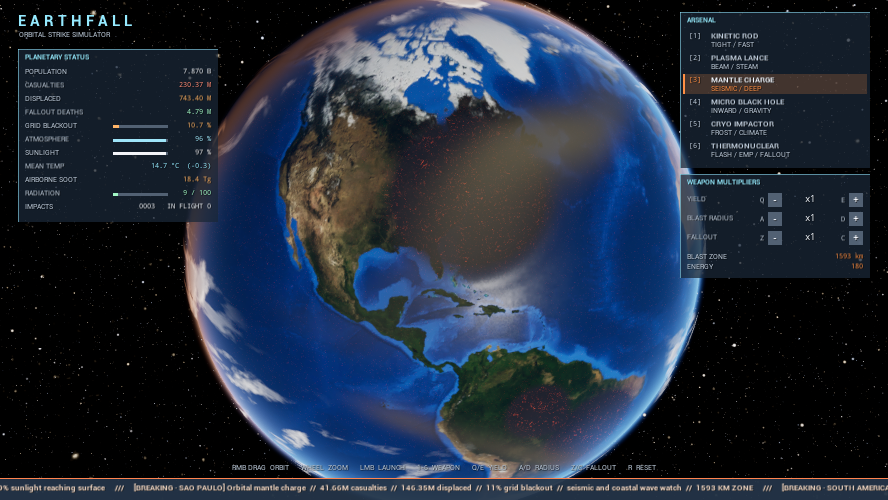 EARTHFALL
ORBITAL STRIKE SIMULATOR
PLANETARY STATUS
POPULATION 7.870 B
CASUALTIES 230.37 M
DISPLACED 743.40 M
FALLOUT DEATHS 4.79 M
GRID BLACKOUT 10.7 %
ATMOSPHERE 96 %
SUNLIGHT 97 %
MEAN TEMP 14.7 °C (-0.3)
AIRBORNE SOOT 18.4 Tg
RADIATION 9 / 100
IMPACTS 0003 IN FLIGHT 0
ARSENAL
[1] KINETIC ROD
TIGHT / FAST
[2] PLASMA LANCE
BEAM / STEAM
[3] MANTLE CHARGE
SEISMIC / DEEP
[4] MICRO BLACK HOLE
INWARD / GRAVITY
[5] CRYO IMPACTOR
FROST / CLIMATE
[6] THERMONUCLEAR
FLASH / EMP / FALLOUT
WEAPON MULTIPLIERS
YIELD Q - x1 E +
BLAST RADIUS A - x1 D +
FALLOUT Z - x1 C +
BLAST ZONE 1593 km
ENERGY 180
RMB DRAG ORBIT WHEEL ZOOM LMB LAUNCH 1-6 WEAPON Q/E YIELD A/D RADIUS Z/C FALLOUT R RESET
% sunlight reaching surface /// [BREAKING · SAO PAULO] Orbital mantle charge // 41.66M casualties // 146.35M displaced // 11% grid blackout // seismic and coastal wave watch // 1593 KM ZONE /// [BREAKING · SOUTH AMERICA